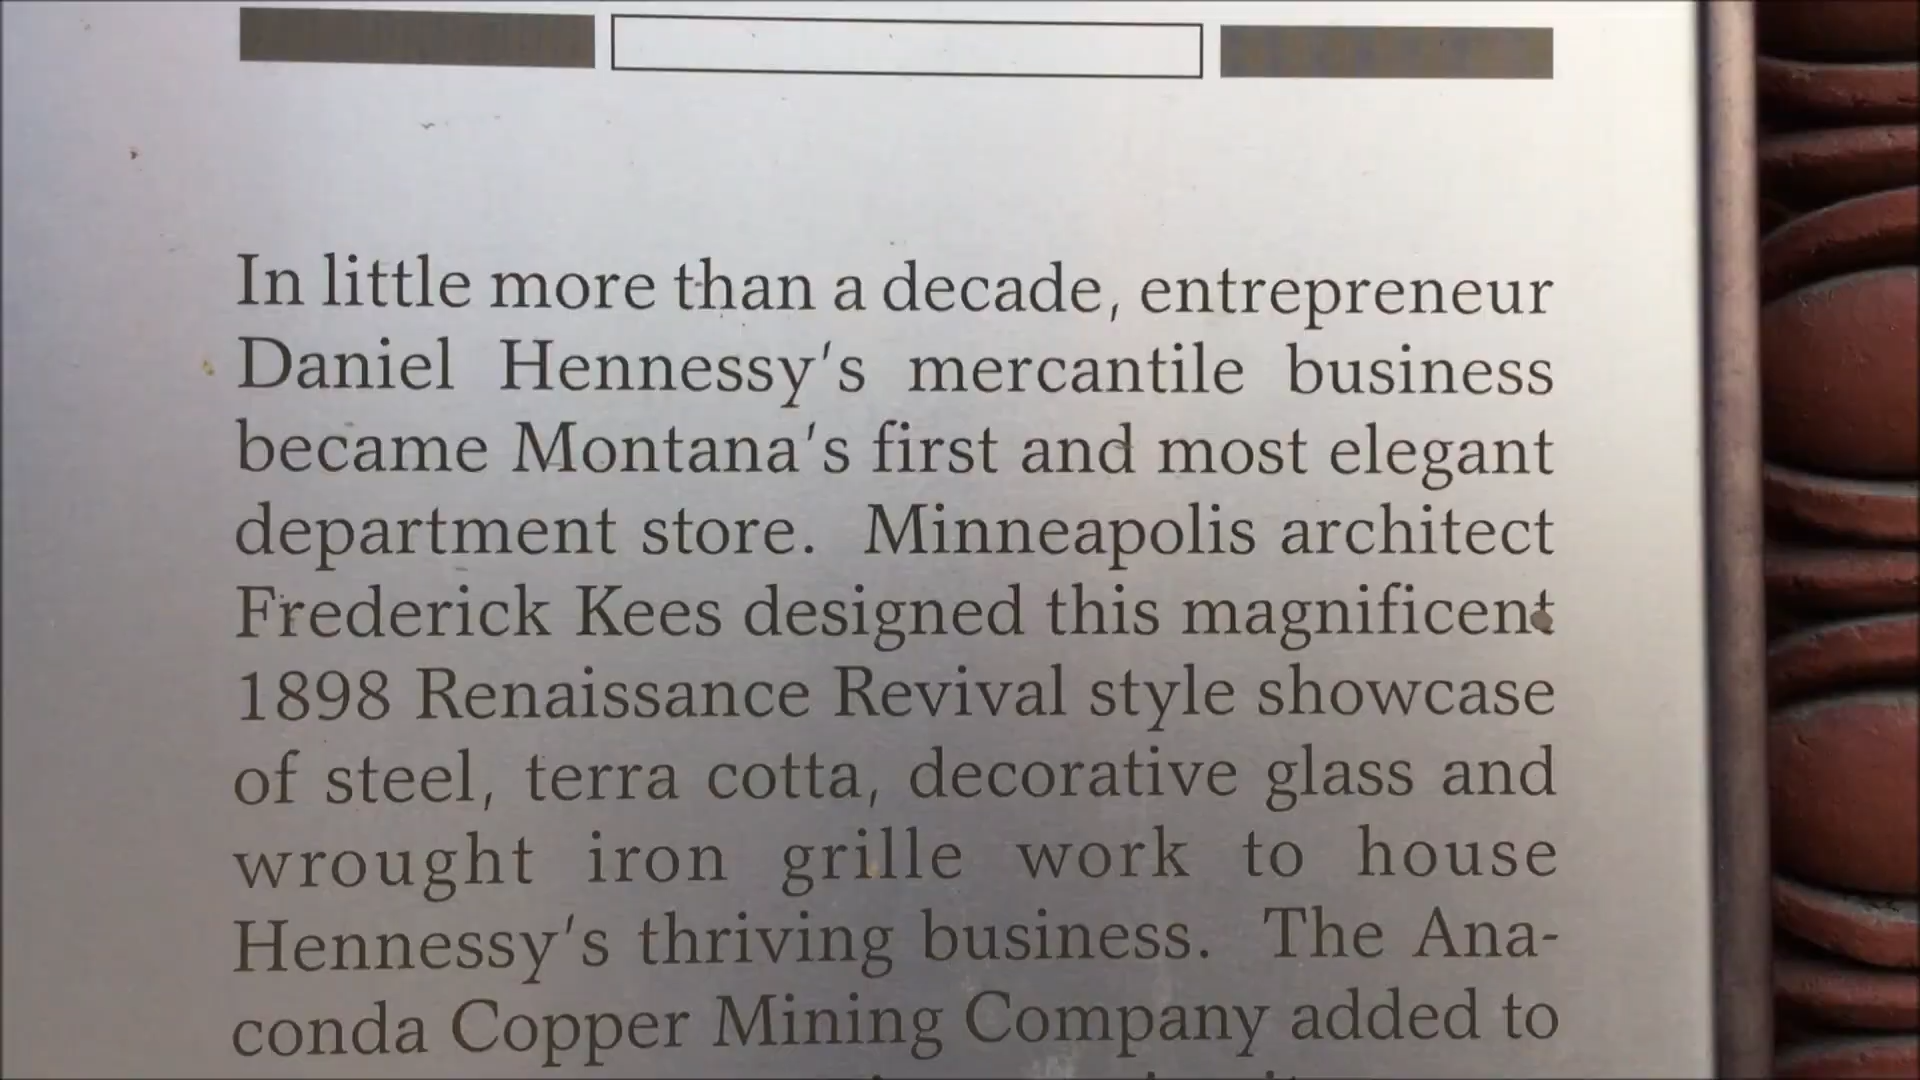 In little more than a decade, entrepreneur
Daniel Hennessy's mercantile business
became Montana's first and most elegant
department store. Minneapolis architect
Frederick Kees designed this magnificent
1898 Renaissance Revival style showcase
of steel, terra cotta, decorative glass and
wrought iron grille work to house
Hennessy's thriving business. The Ana-
conda Copper Mining Company added to